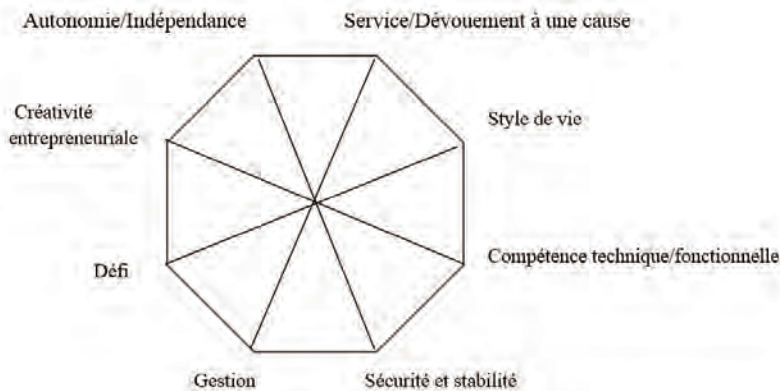 Autonomie/Indépendance
Service/Dévouement à une cause
Créativité
entrepreneuriale
Style de vie
Défi
Compétence technique/fonctionnelle
Gestion
Sécurité et stabilité